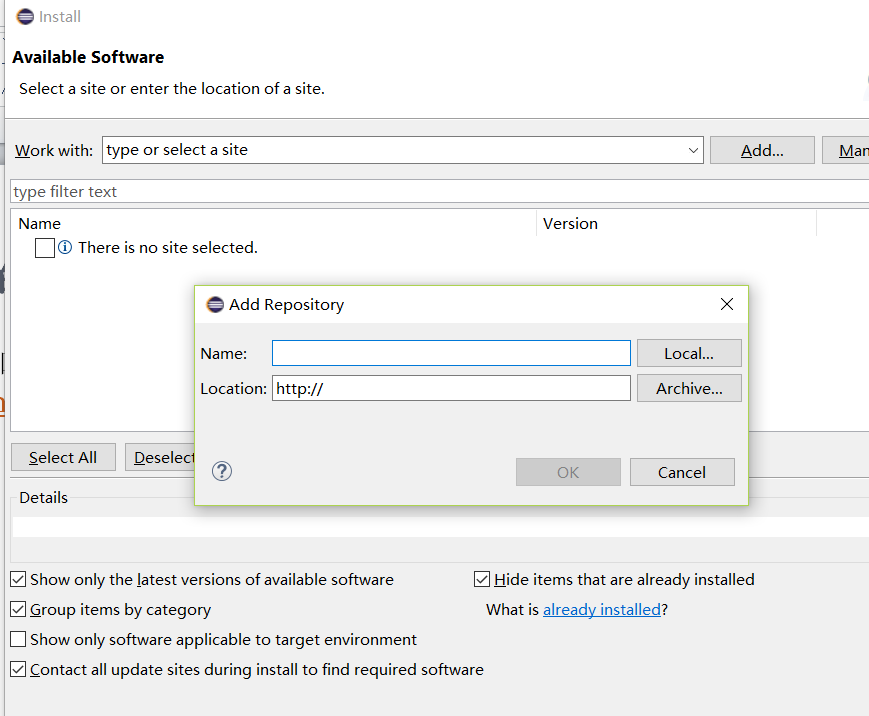 Install
Available Software
Select a site or enter the location of a site.
Work with: type or select a site Add... Man
type filter text
Name Version
There is no site selected.
Add Repository
Name: Local...
Location: http:// Archive...
OK Cancel
Select All Deselect
Details
Show only the latest versions of available software Hide items that are already installed
Group items by category What is already installed?
Show only software applicable to target environment
Contact all update sites during install to find required software